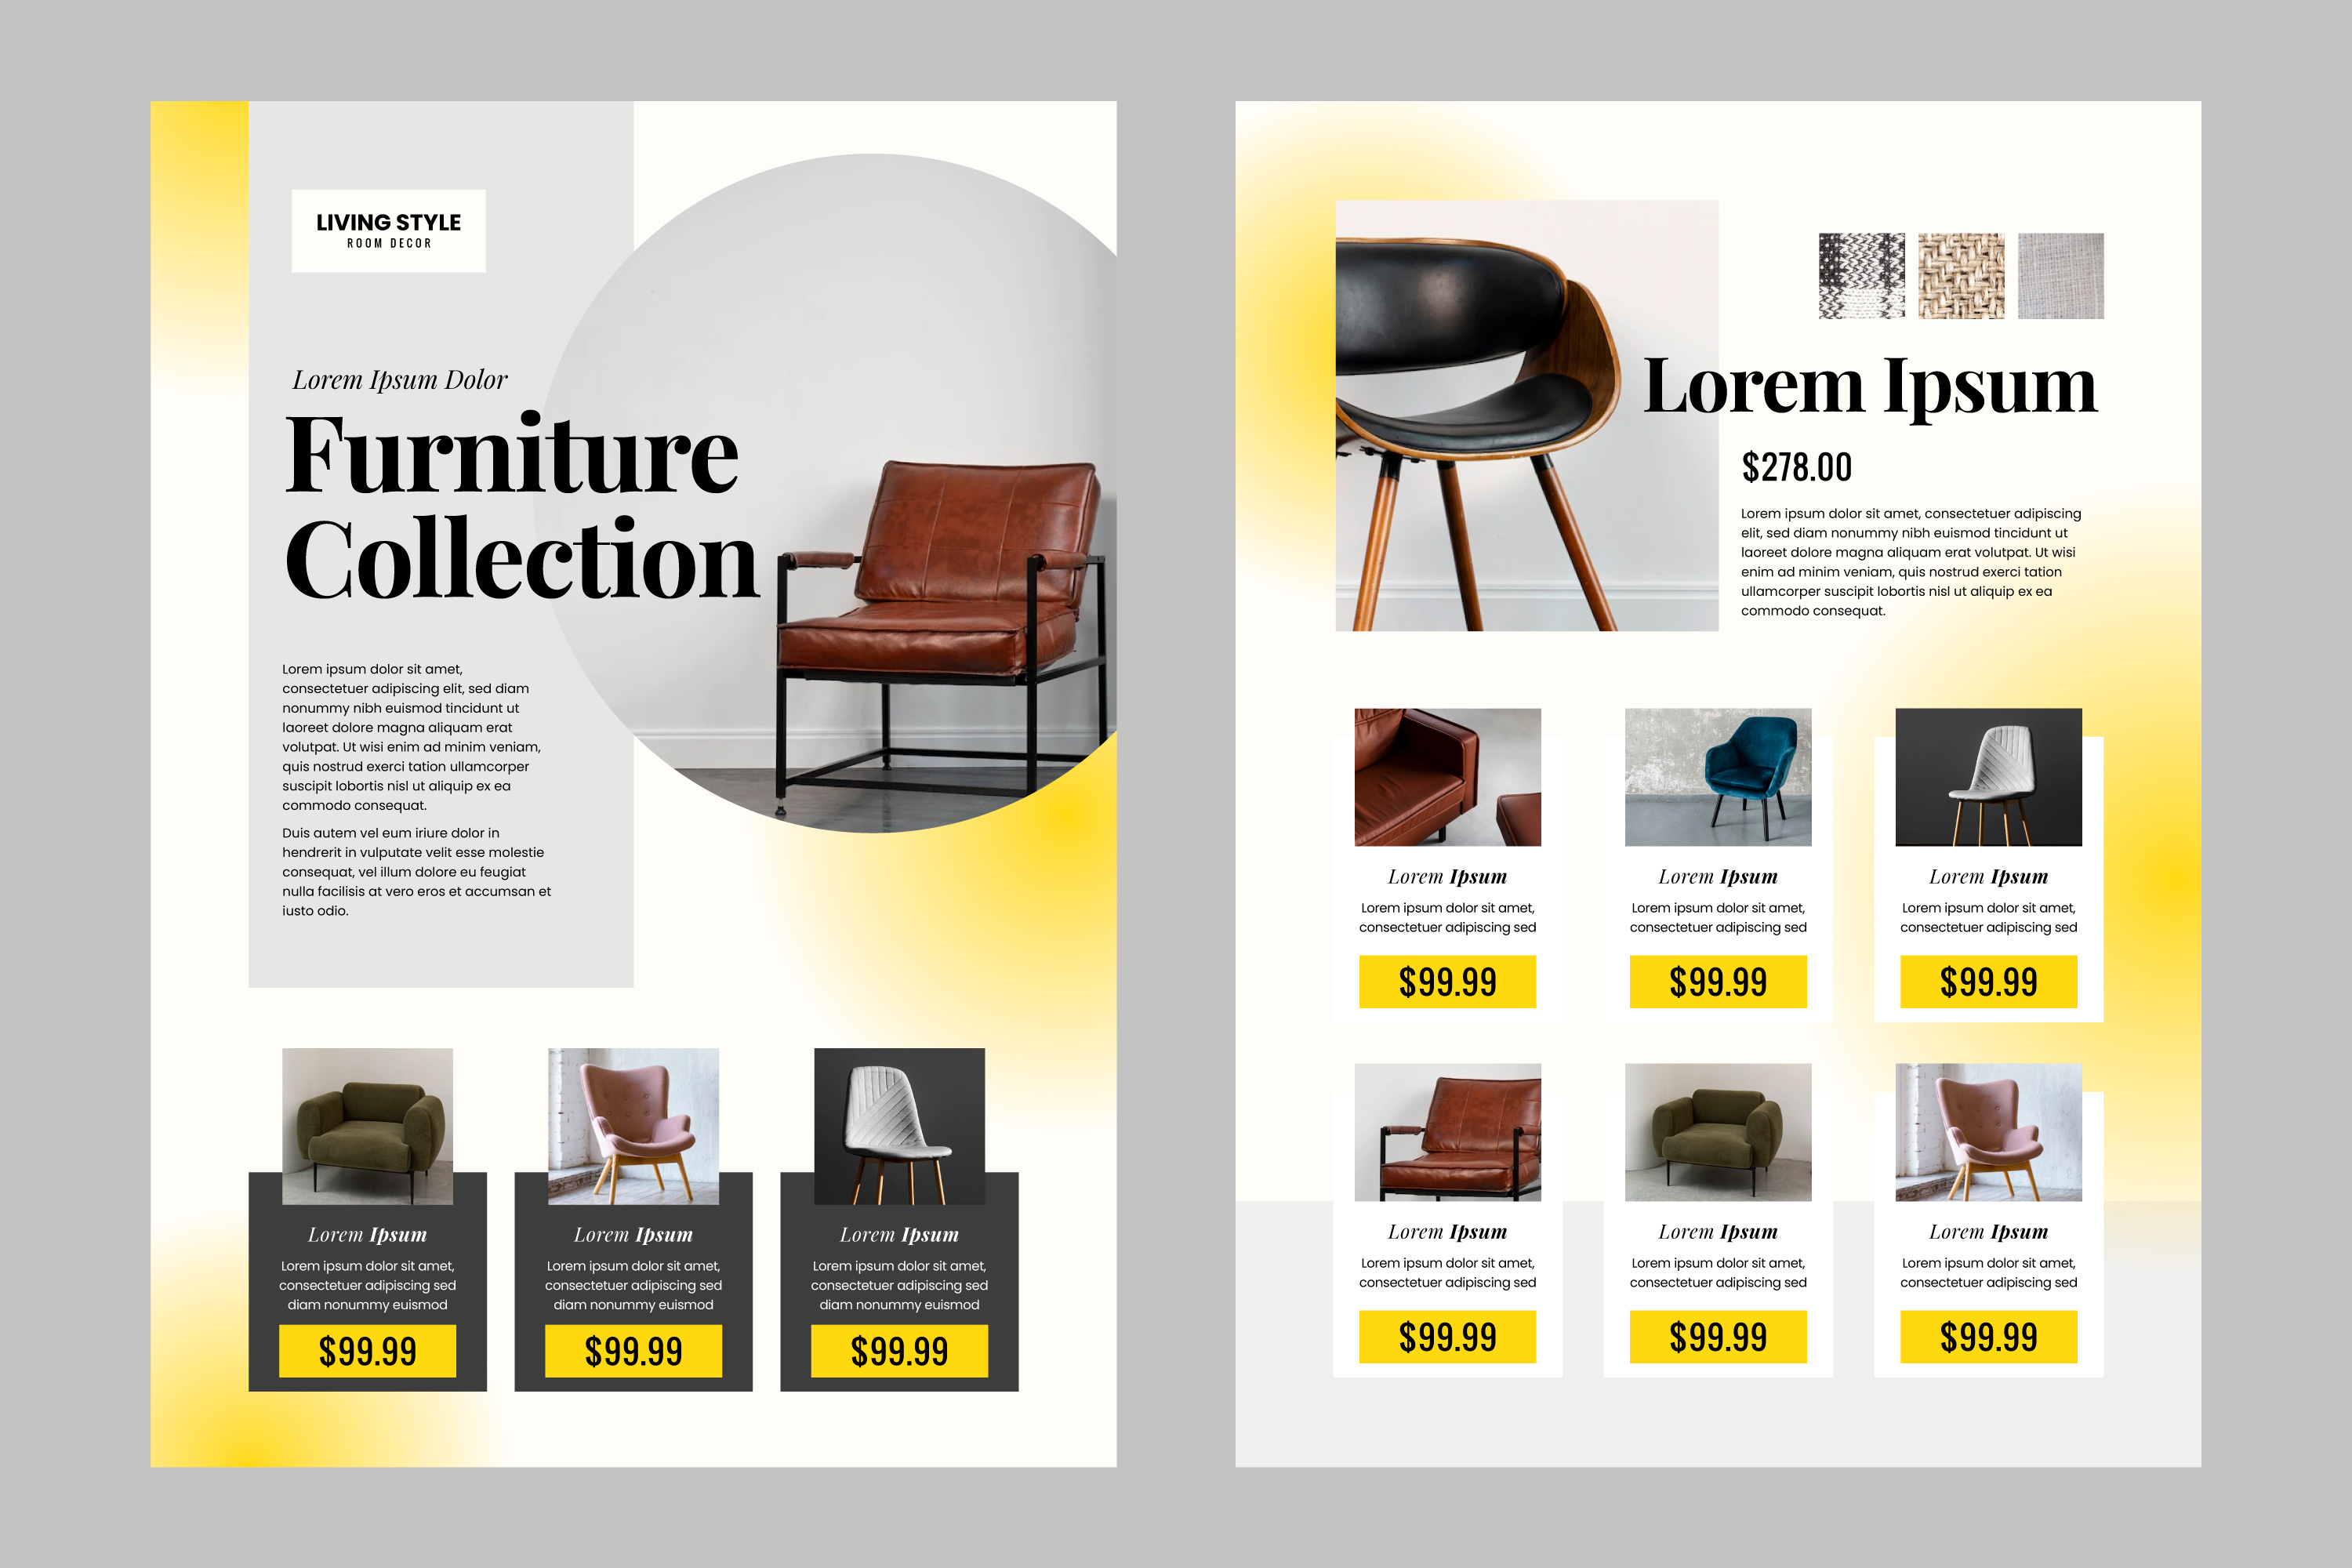 LIVING STYLE
ROOM DECOR
Lorem Ipsum Dolor
Furniture
Collection
Lorem ipsum dolor sit amet,
consectetuer adipiscing elit, sed diam
nonummy nibh euismod tincidunt ut
laoreet dolore magna aliquam erat
volutpat. Ut wisi enim ad minim veniam,
quis nostrud exerci tation ullamcorper
suscipit lobortis nisl ut aliquip ex ea
commodo consequat.
Duis autem vel eum iriure dolor in
hendrerit in vulputate velit esse molestie
consequat, vel illum dolore eu feugiat
nulla facilisis at vero eros et accumsan et
iusto odio.
Lorem Ipsum
Lorem ipsum dolor sit amet,
consectetuer adipiscing sed
diam nonummy euismod
$99.99
Lorem Ipsum
Lorem ipsum dolor sit amet,
consectetuer adipiscing sed
diam nonummy euismod
$99.99
Lorem Ipsum
Lorem ipsum dolor sit amet,
consectetuer adipiscing sed
diam nonummy euismod
$99.99
Lorem Ipsum
$278.00
Lorem ipsum dolor sit amet, consectetuer adipiscing
elit, sed diam nonummy nibh euismod tincidunt ut
laoreet dolore magna aliquam erat volutpat. Ut wisi
enim ad minim veniam, quis nostrud exerci tation
ullamcorper suscipit lobortis nisl ut aliquip ex ea
commodo consequat.
Lorem Ipsum
Lorem ipsum dolor sit amet,
consectetuer adipiscing sed
$99.99
Lorem Ipsum
Lorem ipsum dolor sit amet,
consectetuer adipiscing sed
$99.99
Lorem Ipsum
Lorem ipsum dolor sit amet,
consectetuer adipiscing sed
$99.99
Lorem Ipsum
Lorem ipsum dolor sit amet,
consectetuer adipiscing sed
$99.99
Lorem Ipsum
Lorem ipsum dolor sit amet,
consectetuer adipiscing sed
$99.99
Lorem Ipsum
Lorem ipsum dolor sit amet,
consectetuer adipiscing sed
$99.99